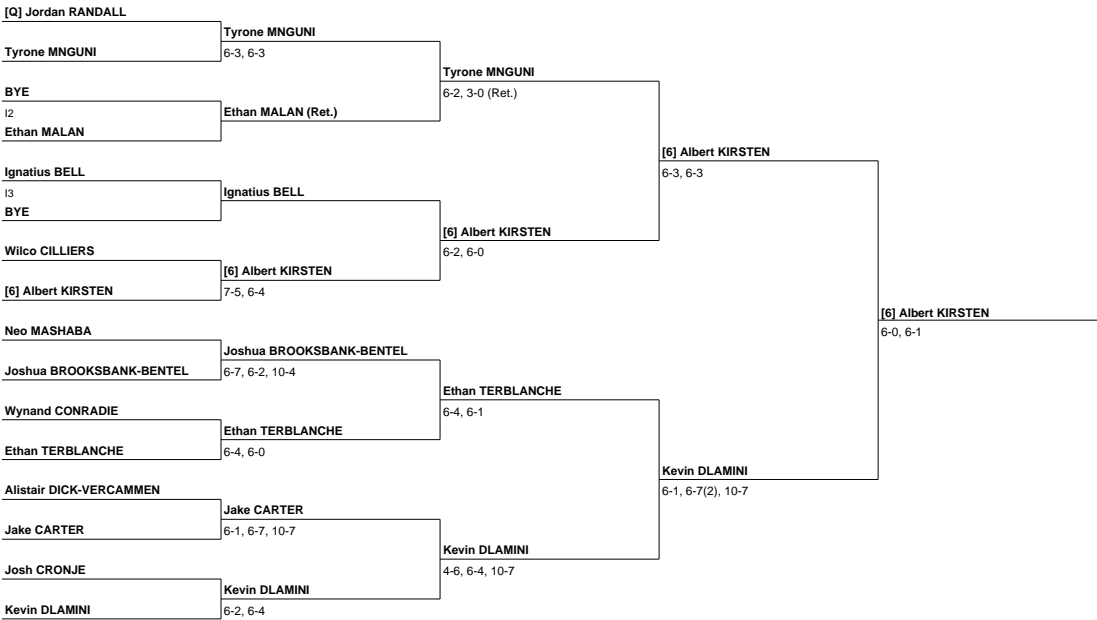 [Q] Jordan RANDALL
Tyrone MNGUNI
Tyrone MNGUNI
6-3, 6-3
Tyrone MNGUNI
BYE
6-2, 3-0 (Ret.)
I2
Ethan MALAN (Ret.)
Ethan MALAN
[6] Albert KIRSTEN
Ignatius BELL
6-3, 6-3
I3
Ignatius BELL
BYE
[6] Albert KIRSTEN
Wilco CILLIERS
6-2, 6-0
[6] Albert KIRSTEN
[6] Albert KIRSTEN
7-5, 6-4
[6] Albert KIRSTEN
Neo MASHABA
6-0, 6-1
Joshua BROOKSBANK-BENTEL
Joshua BROOKSBANK-BENTEL
6-7, 6-2, 10-4
Ethan TERBLANCHE
Wynand CONRADIE
6-4, 6-1
Ethan TERBLANCHE
Ethan TERBLANCHE
6-4, 6-0
Kevin DLAMINI
Alistair DICK-VERCAMMEN
6-1, 6-7(2), 10-7
Jake CARTER
Jake CARTER
6-1, 6-7, 10-7
Kevin DLAMINI
Josh CRONJE
4-6, 6-4, 10-7
Kevin DLAMINI
Kevin DLAMINI
6-2, 6-4